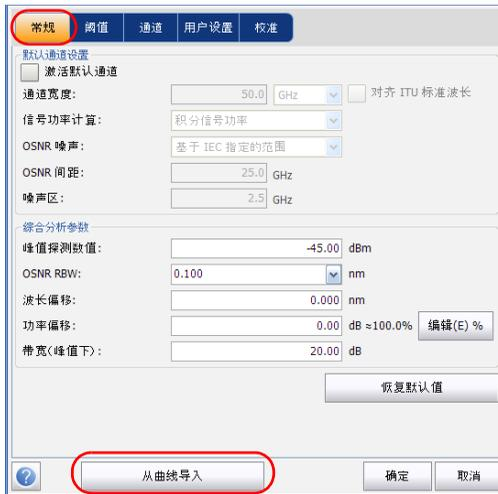 常规 阈值 通道 用户设置 校准
默认通道设置
激活默认通道
通道宽度: 50.0 GHz 对齐 ITU 标准波长
信号功率计算: 积分信号功率
OSNR 噪声: 基于 IEC 指定的范围
OSNR 间距: 25.0 GHz
噪声区: 2.5 GHz
综合分析参数
峰值探测数值: -45.00 dBm
OSNR RBW: 0.100 nm
波长偏移: 0.000 nm
功率偏移: 0.00 dB ≈100.0% 编辑(E) %
带宽(峰值下): 20.00 dB
恢复默认值
? 从曲线导入 确定 取消